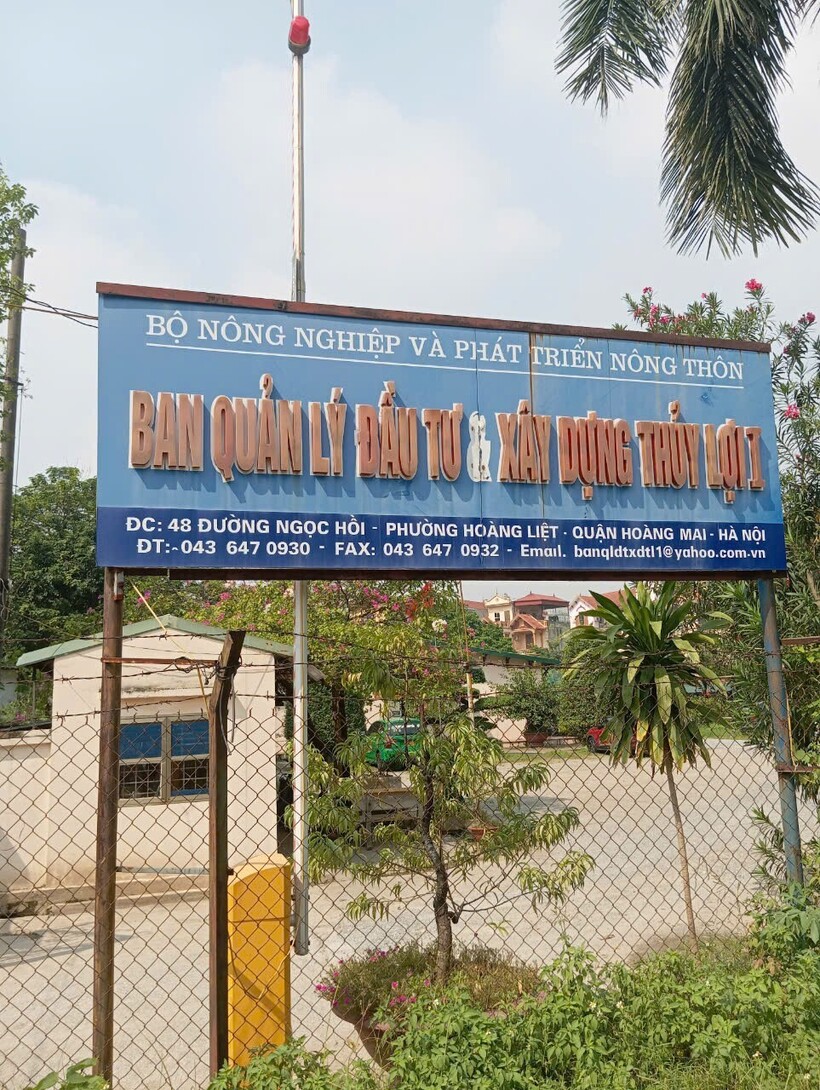 BỘ NÔNG NGHIỆP VÀ PHÁT TRIỂN NÔNG THÔN
BAN QUẢN LÝ ĐẦU TƯ & XÂY DỰNG THỦY LỢI I
ĐC: 48 ĐƯỜNG NGỌC HỒI - PHƯỜNG HOÀNG LIỆT - QUẬN HOÀNG MAI - HÀ NỘI
ĐT: 043 647 0930 - FAX: 043 647 0932 - Email. banqldtxdtl1@yahoo.com.vn